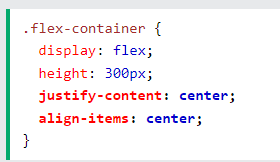 .flex-container {
  display: flex;
  height: 300px;
  justify-content: center;
  align-items: center;
}